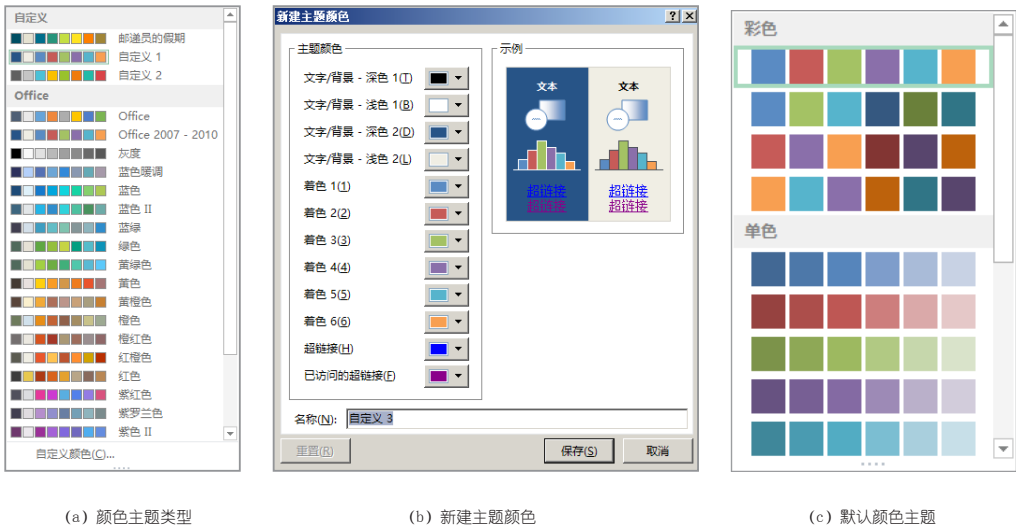 自定义
邮递员的假期
自定义 1
自定义 2
Office
Office
Office 2007 - 2010
灰度
蓝色暖调
蓝色
蓝色 II
蓝绿
绿色
黄绿色
黄色
黄橙色
橙色
橙红色
红橙色
红色
紫红色
紫罗兰色
紫色 II
自定义颜色(C)...
(a) 颜色主题类型
新建主题颜色
主题颜色
文字/背景 - 深色 1(T)
文字/背景 - 浅色 1(B)
文字/背景 - 深色 2(D)
文字/背景 - 浅色 2(L)
着色 1(1)
着色 2(2)
着色 3(3)
着色 4(4)
着色 5(5)
着色 6(6)
超链接(H)
已访问的超链接(F)
示例
文本 文本
超链接 超链接
超链接 超链接
名称(N): 自定义 3
重置(R) 保存(S) 取消
(b) 新建主题颜色
彩色
单色
(c) 默认颜色主题